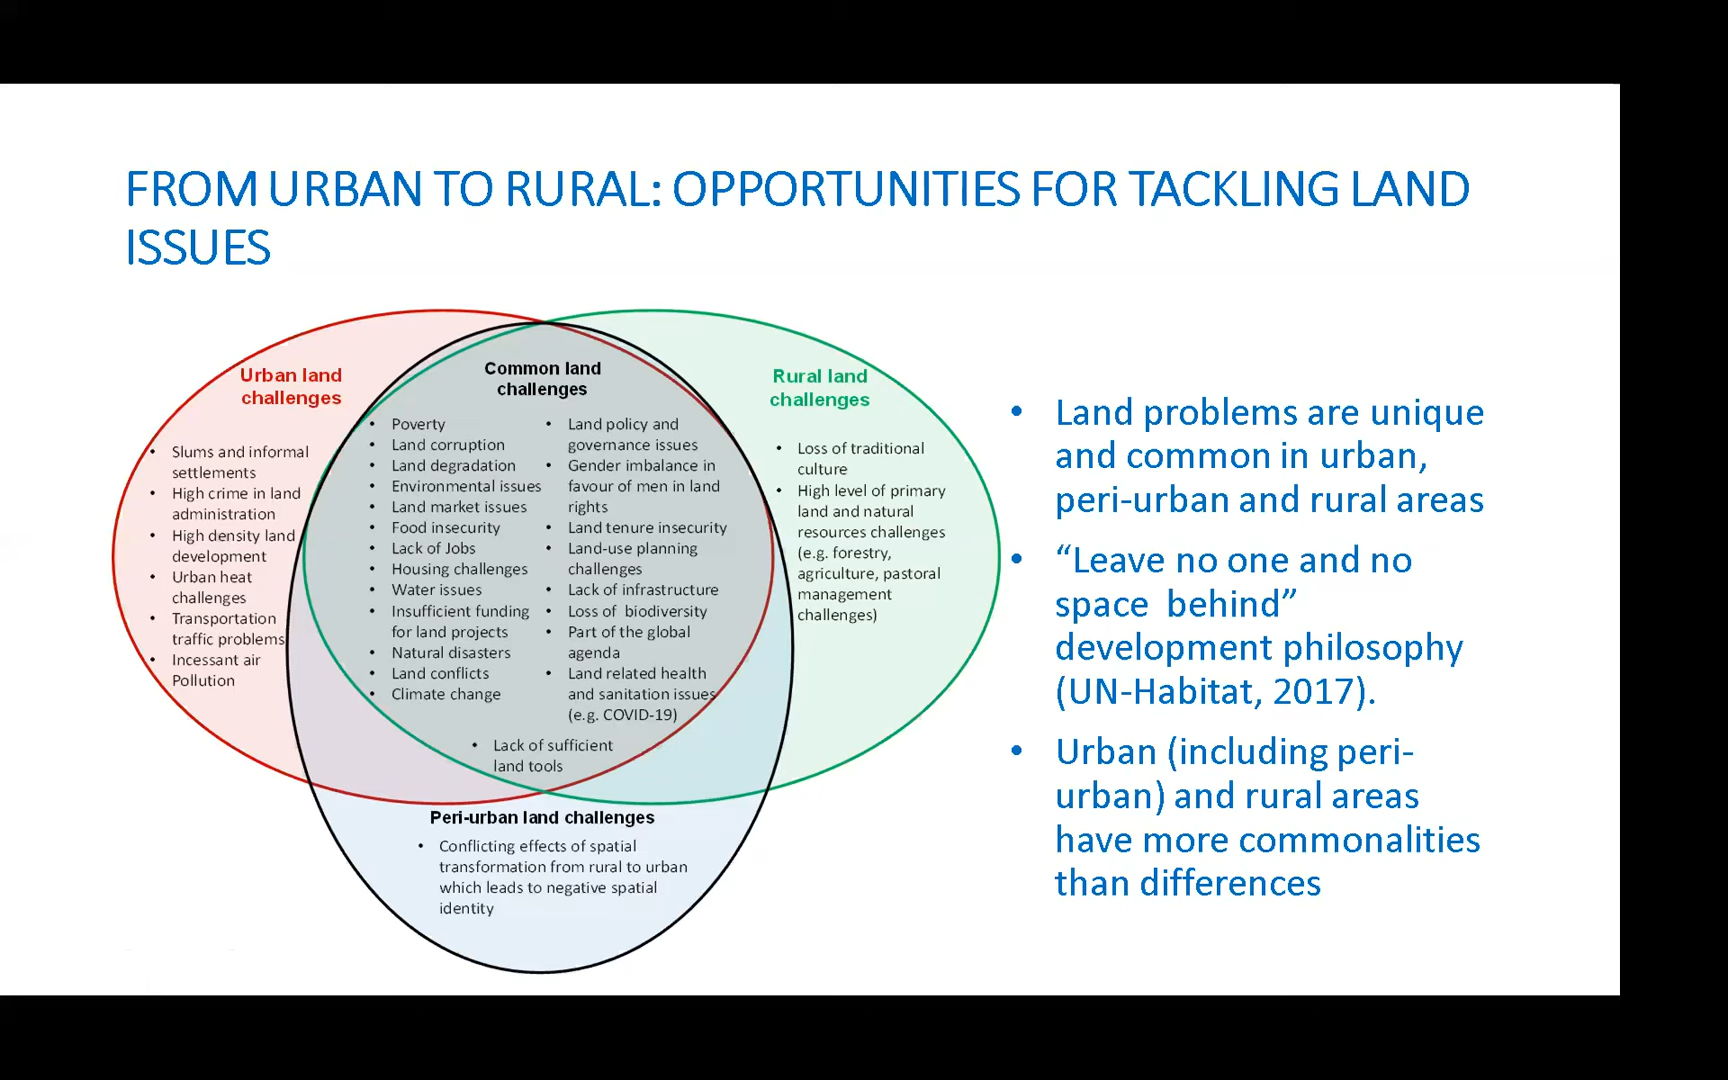 FROM URBAN TO RURAL: OPPORTUNITIES FOR TACKLING LAND
ISSUES
Urban land
challenges
• Slums and informal
settlements
• High crime in land
administration
• High density land
development
• Urban heat
challenges
• Transportation
traffic problems
• Incessant air
Pollution
Common land
challenges
• Poverty
• Land corruption
• Land degradation
• Environmental issues
• Land market issues
• Food insecurity
• Lack of Jobs
• Housing challenges
• Water issues
• Insufficient funding
for land projects
• Natural disasters
• Land conflicts
• Climate change
• Land policy and
governance issues
• Gender imbalance in
favour of men in land
rights
• Land tenure insecurity
• Land-use planning
challenges
• Lack of infrastructure
• Loss of biodiversity
• Part of the global
agenda
• Land related health
and sanitation issues
(e.g. COVID-19)
• Lack of sufficient
land tools
Rural land
challenges
• Loss of traditional
culture
• High level of primary
land and natural
resources challenges
(e.g. forestry,
agriculture, pastoral
management
challenges)
Peri-urban land challenges
• Conflicting effects of spatial
transformation from rural to urban
which leads to negative spatial
identity
• Land problems are unique
and common in urban,
peri-urban and rural areas
• “Leave no one and no
space behind”
development philosophy
(UN-Habitat, 2017).
• Urban (including peri-
urban) and rural areas
have more commonalities
than differences